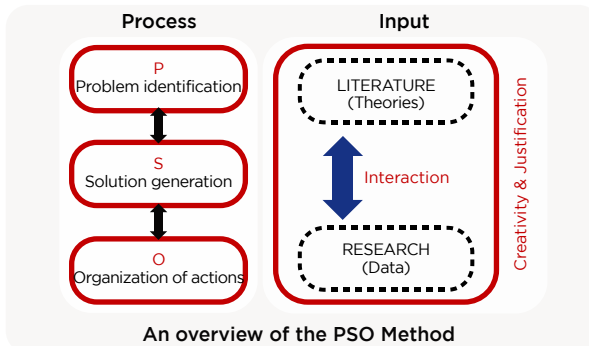 Process
P
Problem identification
S
Solution generation
O
Organization of actions
Input
LITERATURE
(Theories)
Interaction
RESEARCH
(Data)
Creativity & Justification
An overview of the PSO Method